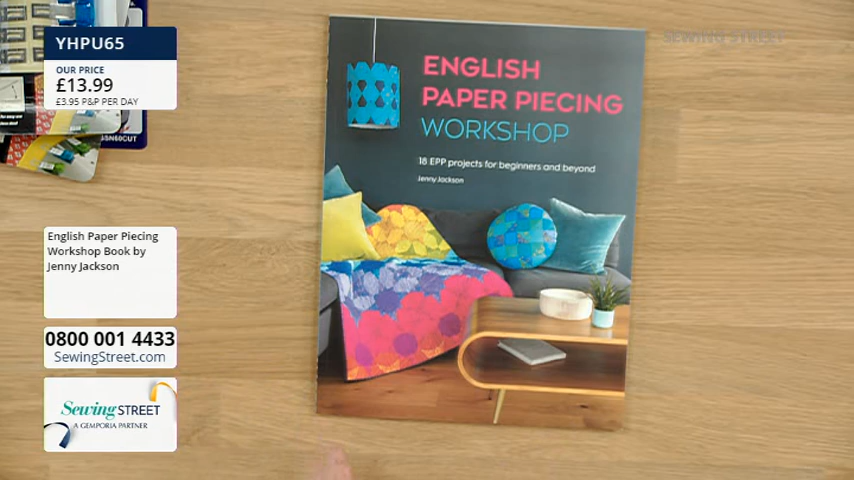 YHPU65
OUR PRICE
£13.99
£3.95 P&P PER DAY
English Paper Piecing
Workshop Book by
Jenny Jackson
0800 001 4433
SewingStreet.com
Sewing STREET
A GEMPORIA PARTNER
ENGLISH
PAPER PIECING
WORKSHOP
18 EPP projects for beginners and beyond
Jenny Jackson
SEWING STREET